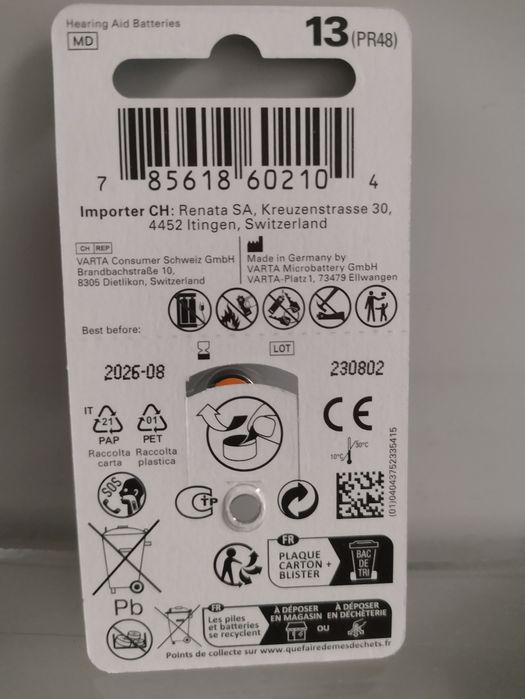 Hearing Aid Batteries
MD
13 (PR48)
7 85618 60210 4
Importer CH: Renata SA, Kreuzenstrasse 30,
4452 Itingen, Switzerland
CH REP
VARTA Consumer Schweiz GmbH
Brandbachstraße 10,
8305 Dietlikon, Switzerland
Made in Germany by
VARTA Microbattery GmbH
VARTA-Platz 1, 73479 Ellwangen
Best before:
2026-08
LOT
230802
IT
21
PAP
Raccolta
carta
01
PET
Raccolta
plastica
CE
10°C
30°C
(01)04043752335415
SOS
FR
PLAQUE
CARTON +
BLISTER
BAC
DE
TRI
Pb
FR
Les piles
et batteries
se recyclent
À DÉPOSER
EN MAGASIN
OU
À DÉPOSER
EN DÉCHÈTERIE
Points de collecte sur www.quefairedemesdechets.fr